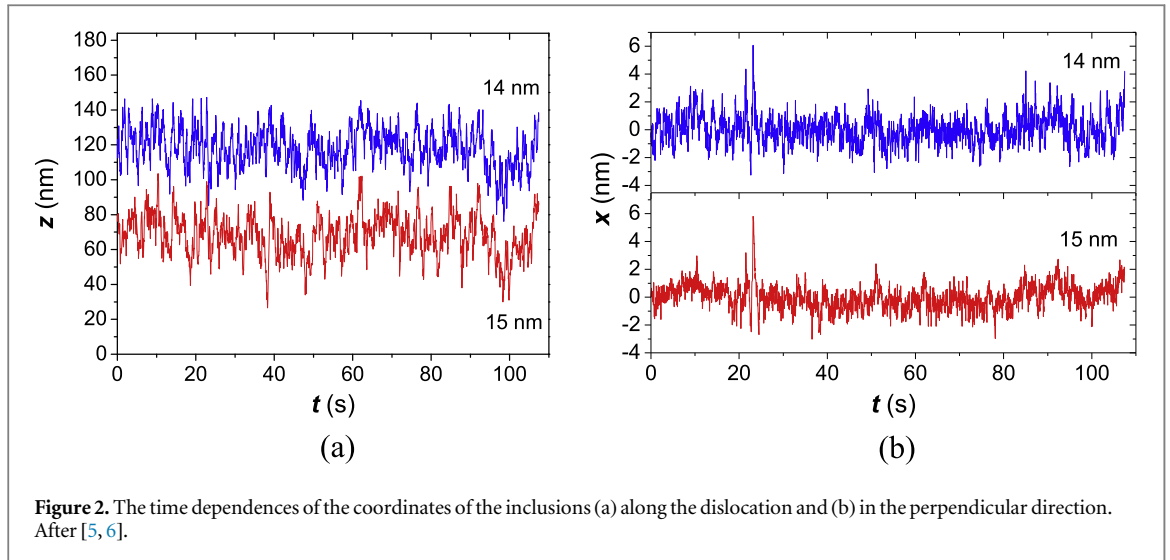 180
160
140
120
100
80
60
40
20
0
z (nm)
14 nm
15 nm
0 20 40 60 80 100
t (s)
(a)
6
4
2
0
-2
-4
14 nm
x (nm)
6
4
2
0
-2
-4
15 nm
0 20 40 60 80 100
t (s)
(b)
Figure 2. The time dependences of the coordinates of the inclusions (a) along the dislocation and (b) in the perpendicular direction.
After [5, 6].